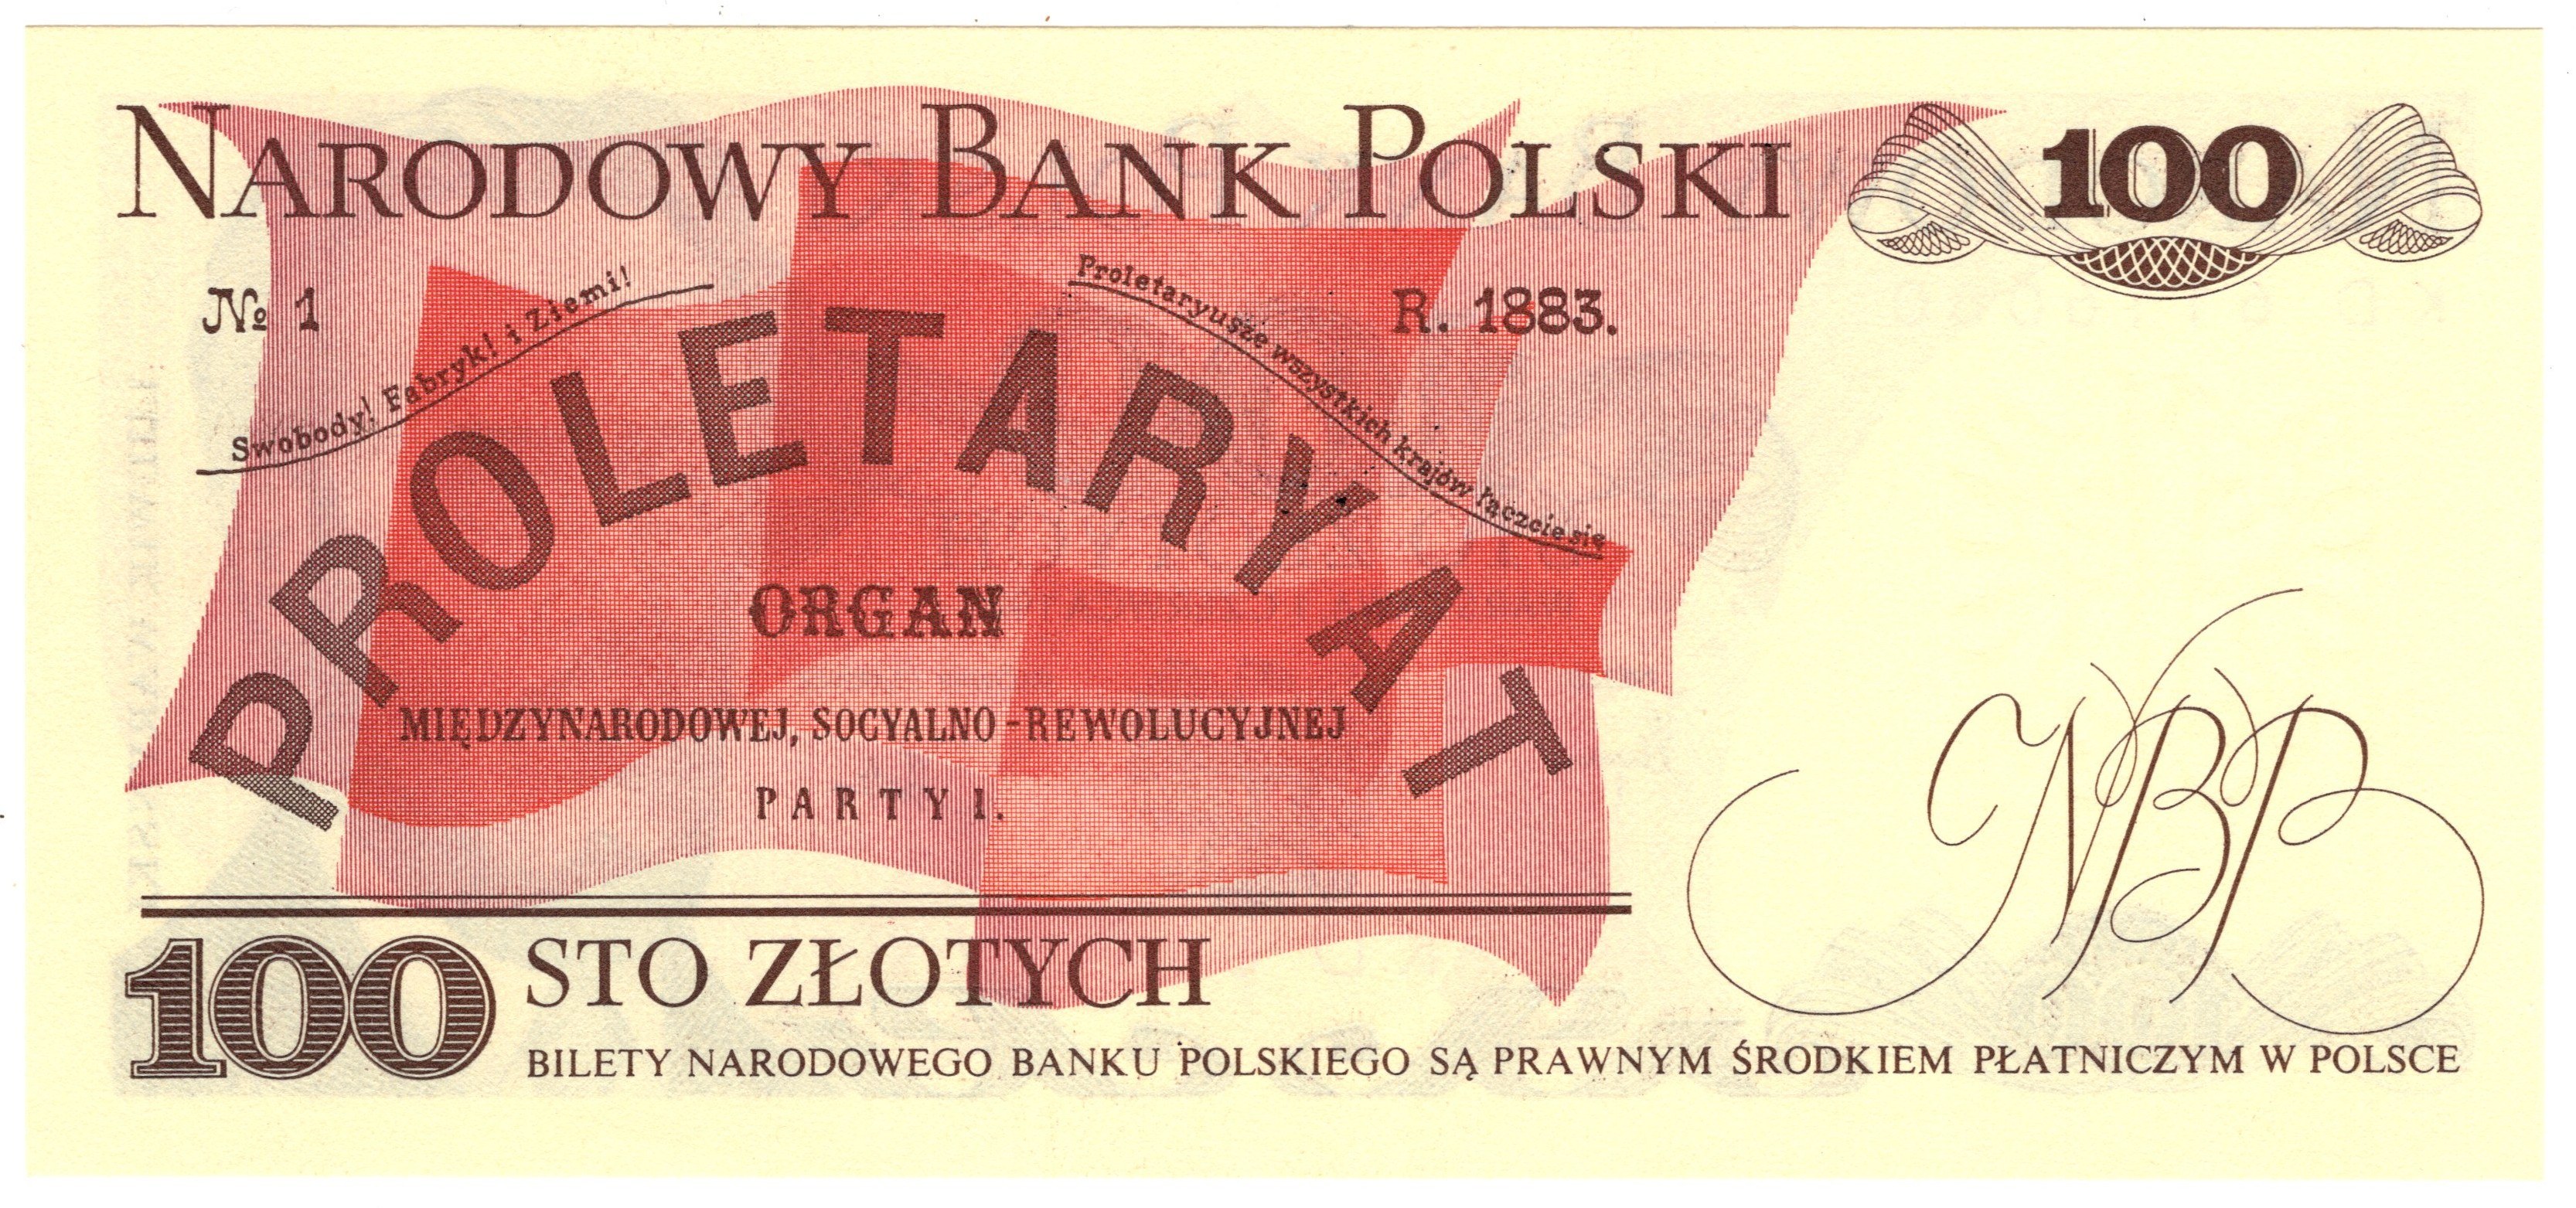 NARODOWY BANK POLSKI
100
№ 1
Swobody! Fabryk! i Ziemi!
Proletaryusze wszystkich krajów łączcie się
R. 1883.
PROLETARYAT
ORGAN
MIĘDZYNARODOWEJ, SOCYALNO-REWOLUCYJNEJ
PARTYI.
NBP
100 STO ZŁOTYCH
BILETY NARODOWEGO BANKU POLSKIEGO SĄ PRAWNYM ŚRODKIEM PŁATNICZYM W POLSCE